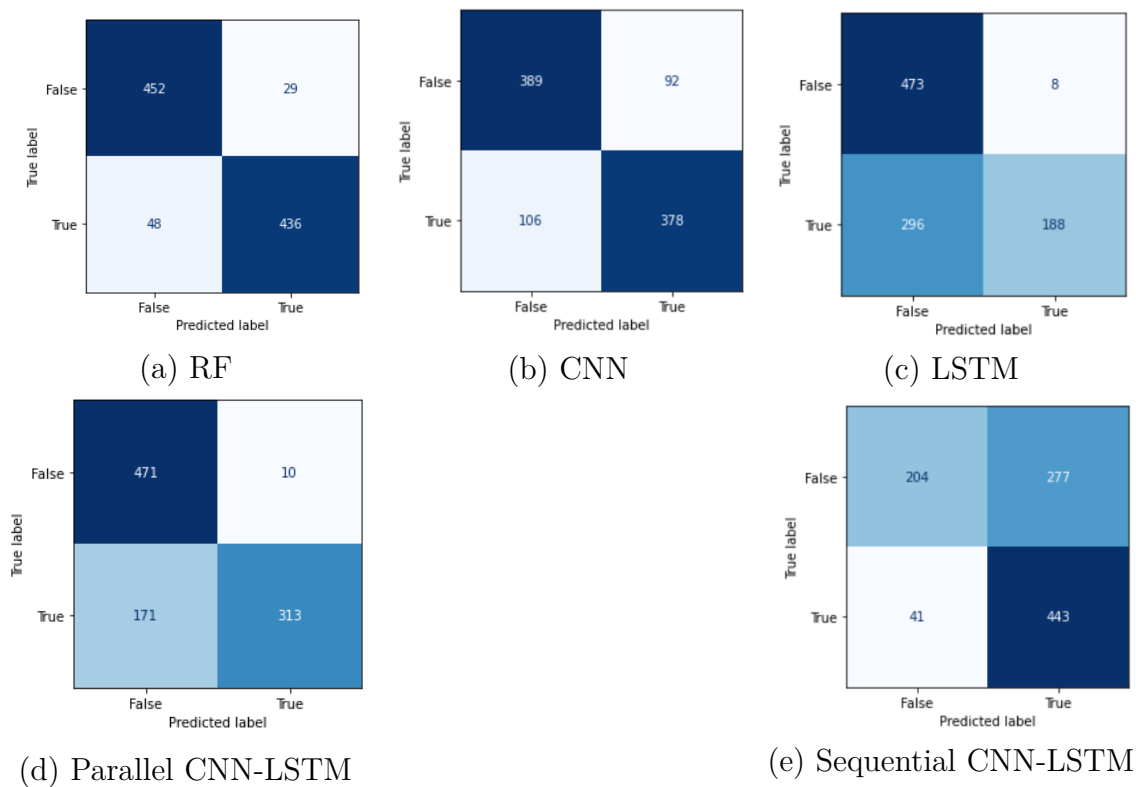 True label
False
452
29
True
48
436
False
True
Predicted label
(a) RF
True label
False
389
92
True
106
378
False
True
Predicted label
(b) CNN
True label
False
473
8
True
296
188
False
True
Predicted label
(c) LSTM
True label
False
471
10
True
171
313
False
True
Predicted label
(d) Parallel CNN-LSTM
True label
False
204
277
True
41
443
False
True
Predicted label
(e) Sequential CNN-LSTM